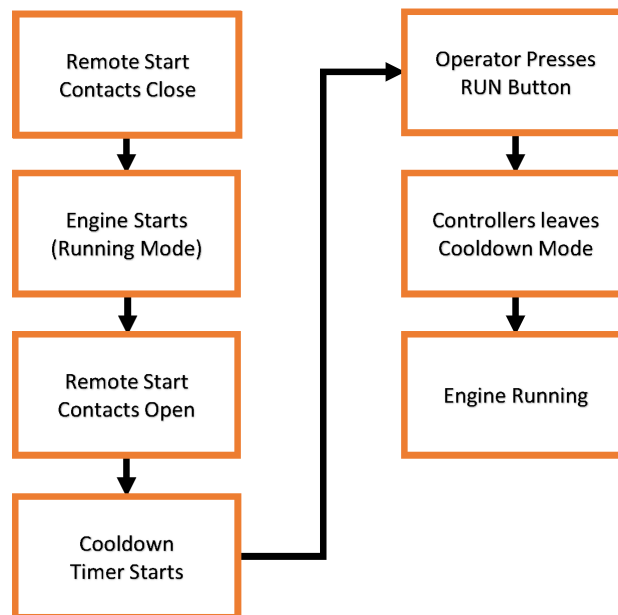 Remote Start
Contacts Close
Engine Starts
(Running Mode)
Remote Start
Contacts Open
Cooldown
Timer Starts
Operator Presses
RUN Button
Controllers leaves
Cooldown Mode
Engine Running